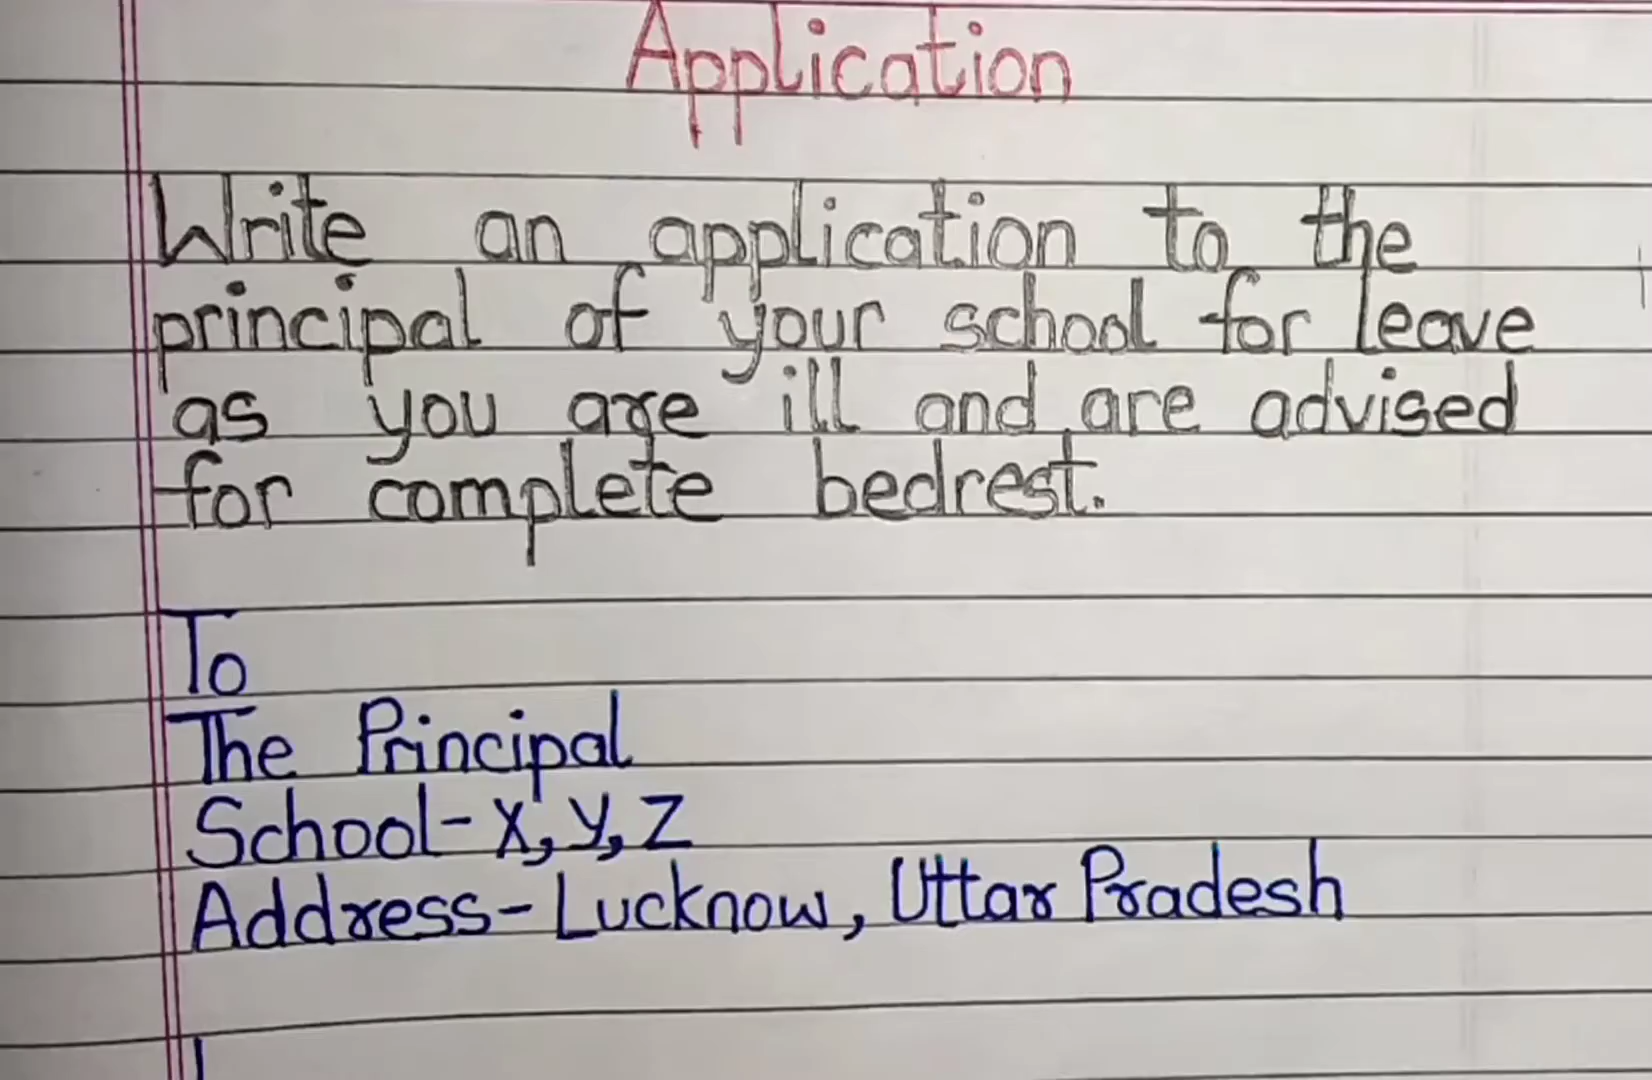 Application
Write an application to the
principal of your school for leave
as you are ill and are advised
for complete bedrest.
To
The Principal
School- X, Y, Z
Address- Lucknow, Uttar Pradesh